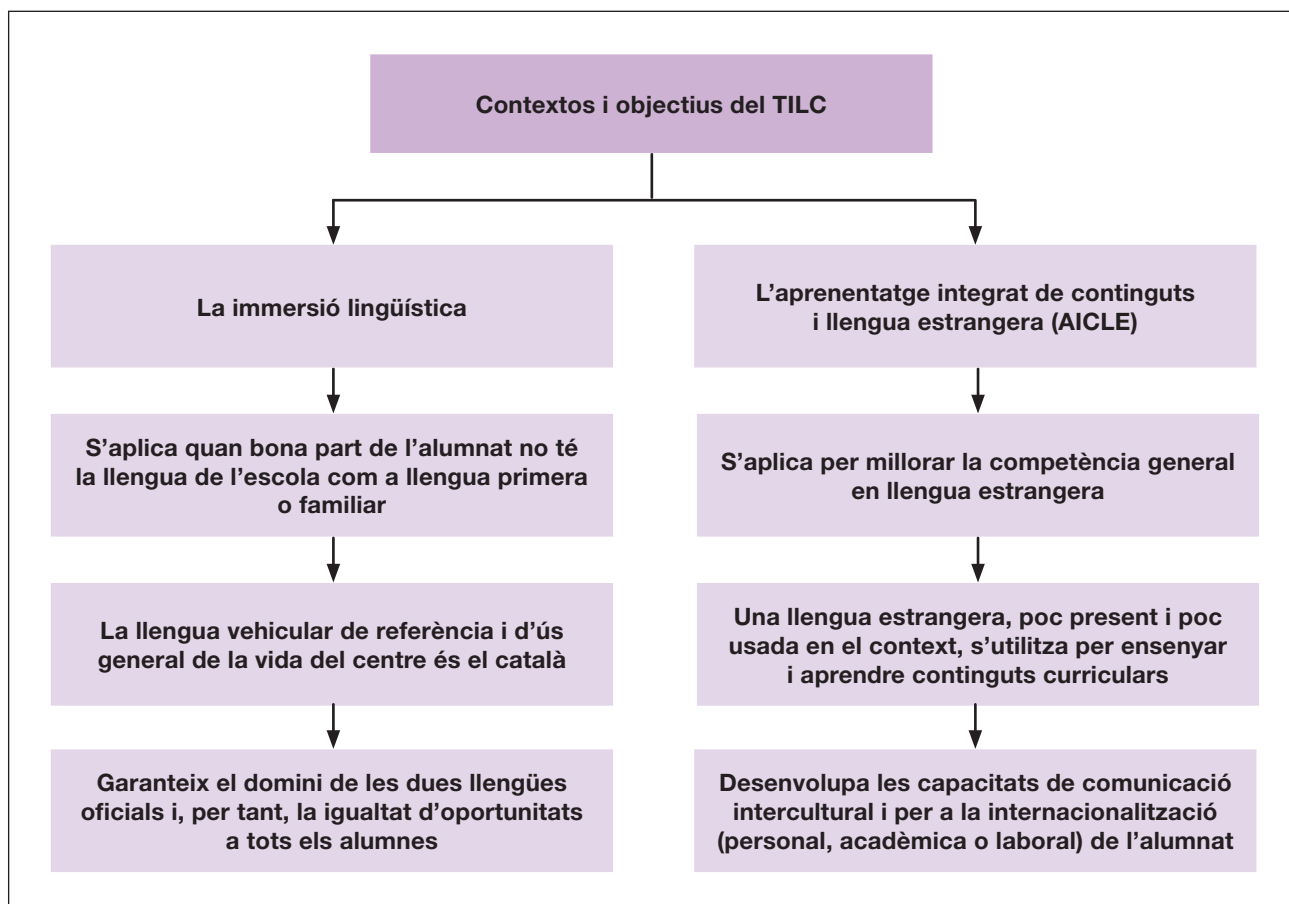 Contextos i objectius del TILC
La immersió lingüística
S’aplica quan bona part de l’alumnat no té
la llengua de l’escola com a llengua primera
o familiar
La llengua vehicular de referència i d’ús
general de la vida del centre és el català
Garanteix el domini de les dues llengües
oficials i, per tant, la igualtat d’oportunitats
a tots els alumnes
L’aprenentatge integrat de continguts
i llengua estrangera (AICLE)
S’aplica per millorar la competència general
en llengua estrangera
Una llengua estrangera, poc present i poc
usada en el context, s’utilitza per ensenyar
i aprendre continguts curriculars
Desenvolupa les capacitats de comunicació
intercultural i per a la internacionalització
(personal, acadèmica o laboral) de l’alumnat